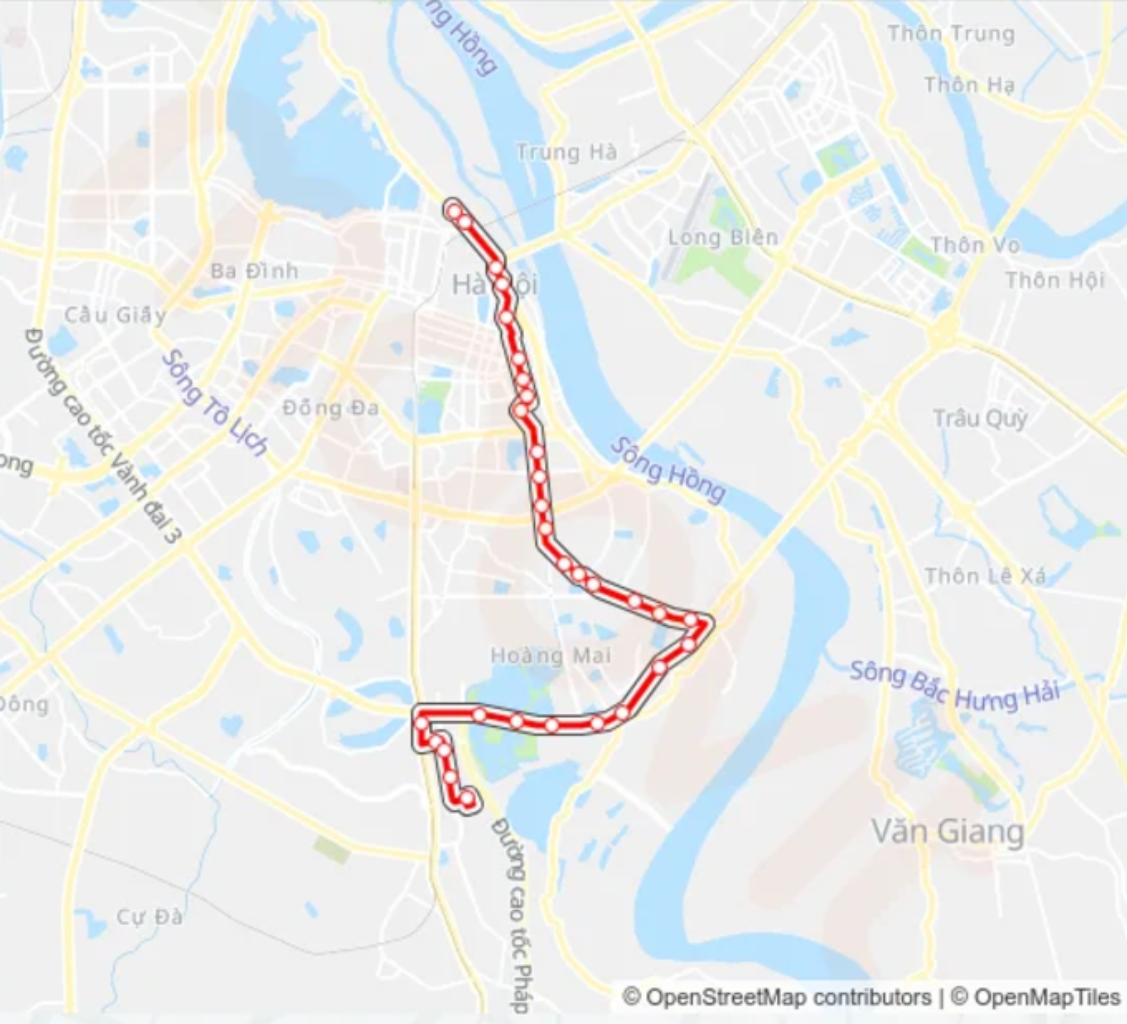 ng Hồng
Thôn Trung
Thôn Hạ
Trung Hà
Long Biên
Thôn Vo
Thôn Hội
Ba Đình
Cầu Giấy
Đường cao tốc Vành đai 3
Sông Tô Lịch
Đống Đa
Trâu Quỳ
ong
Sông Hồng
Thôn Lê Xá
Hoàng Mai
Sông Bắc Hưng Hải
Đông
Văn Giang
Đường cao tốc Pháp
Cự Đà
© OpenStreetMap contributors | © OpenMapTiles